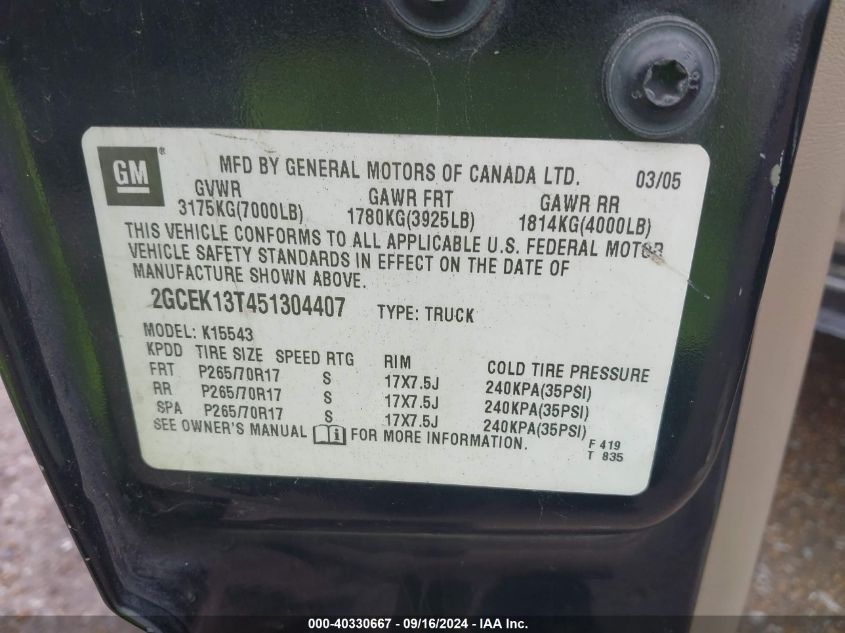 GM ® MFD BY GENERAL MOTORS OF CANADA LTD. 03/05
GVWR GAWR FRT GAWR RR
3175KG(7000LB) 1780KG(3925LB) 1814KG(4000LB)
THIS VEHICLE CONFORMS TO ALL APPLICABLE U.S. FEDERAL MOTOR
VEHICLE SAFETY STANDARDS IN EFFECT ON THE DATE OF
MANUFACTURE SHOWN ABOVE.
2GCEK13T451304407 TYPE: TRUCK
MODEL: K15543
KPDD TIRE SIZE SPEED RTG RIM COLD TIRE PRESSURE
FRT P265/70R17 S 17X7.5J 240KPA(35PSI)
RR P265/70R17 S 17X7.5J 240KPA(35PSI)
SPA P265/70R17 S 17X7.5J 240KPA(35PSI)
SEE OWNER'S MANUAL i FOR MORE INFORMATION.
F 419
T 835
000-40330667 - 09/16/2024 - IAA Inc.